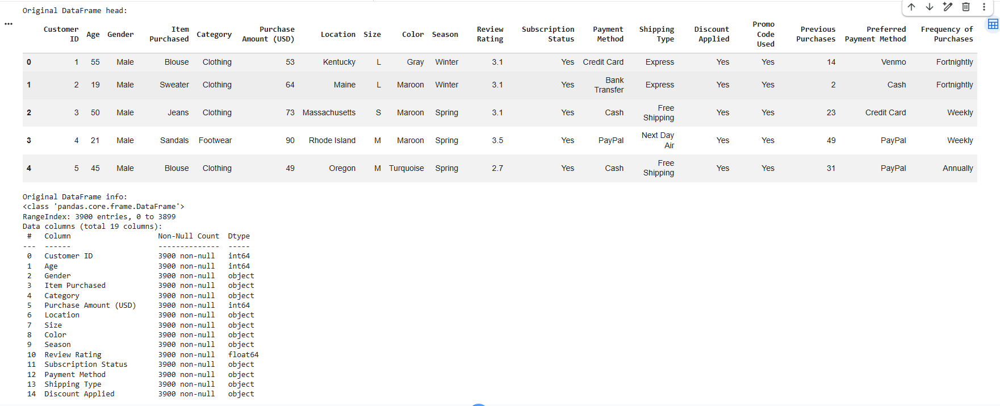 Original DataFrame head:
Customer ID Age Gender Item Purchased Category Purchase Amount (USD) Location Size Color Season Review Rating Subscription Status Payment Method Shipping Type Discount Applied Promo Code Used Previous Purchases Preferred Payment Method Frequency of Purchases
0 1 55 Male Blouse Clothing 53 Kentucky L Gray Winter 3.1 Yes Credit Card Express Yes Yes 14 Venmo Fortnightly
1 2 19 Male Sweater Clothing 64 Maine L Maroon Winter 3.1 Yes Bank Transfer Express Yes Yes 2 Cash Fortnightly
2 3 50 Male Jeans Clothing 73 Massachusetts S Maroon Spring 3.1 Yes Cash Free Shipping Yes Yes 23 Credit Card Weekly
3 4 21 Male Sandals Footwear 90 Rhode Island M Maroon Spring 3.5 Yes PayPal Next Day Air Yes Yes 49 PayPal Weekly
4 5 45 Male Blouse Clothing 49 Oregon M Turquoise Spring 2.7 Yes Cash Free Shipping Yes Yes 31 PayPal Annually
Original DataFrame info:
<class 'pandas.core.frame.DataFrame'>
RangeIndex: 3900 entries, 0 to 3899
Data columns (total 19 columns):
# Column Non-Null Count Dtype
--- ------ -------------- -----
0 Customer ID 3900 non-null int64
1 Age 3900 non-null int64
2 Gender 3900 non-null object
3 Item Purchased 3900 non-null object
4 Category 3900 non-null object
5 Purchase Amount (USD) 3900 non-null int64
6 Location 3900 non-null object
7 Size 3900 non-null object
8 Color 3900 non-null object
9 Season 3900 non-null object
10 Review Rating 3900 non-null float64
11 Subscription Status 3900 non-null object
12 Payment Method 3900 non-null object
13 Shipping Type 3900 non-null object
14 Discount Applied 3900 non-null object